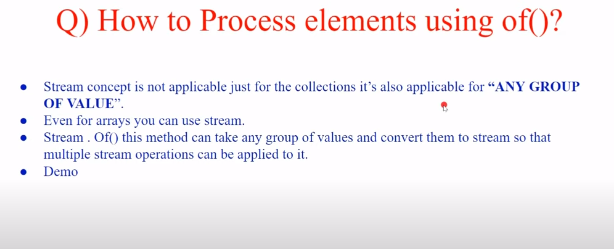 Q) How to Process elements using of()?
● Stream concept is not applicable just for the collections it's also applicable for “ANY GROUP
OF VALUE”.
● Even for arrays you can use stream.
● Stream . Of() this method can take any group of values and convert them to stream so that
multiple stream operations can be applied to it.
● Demo